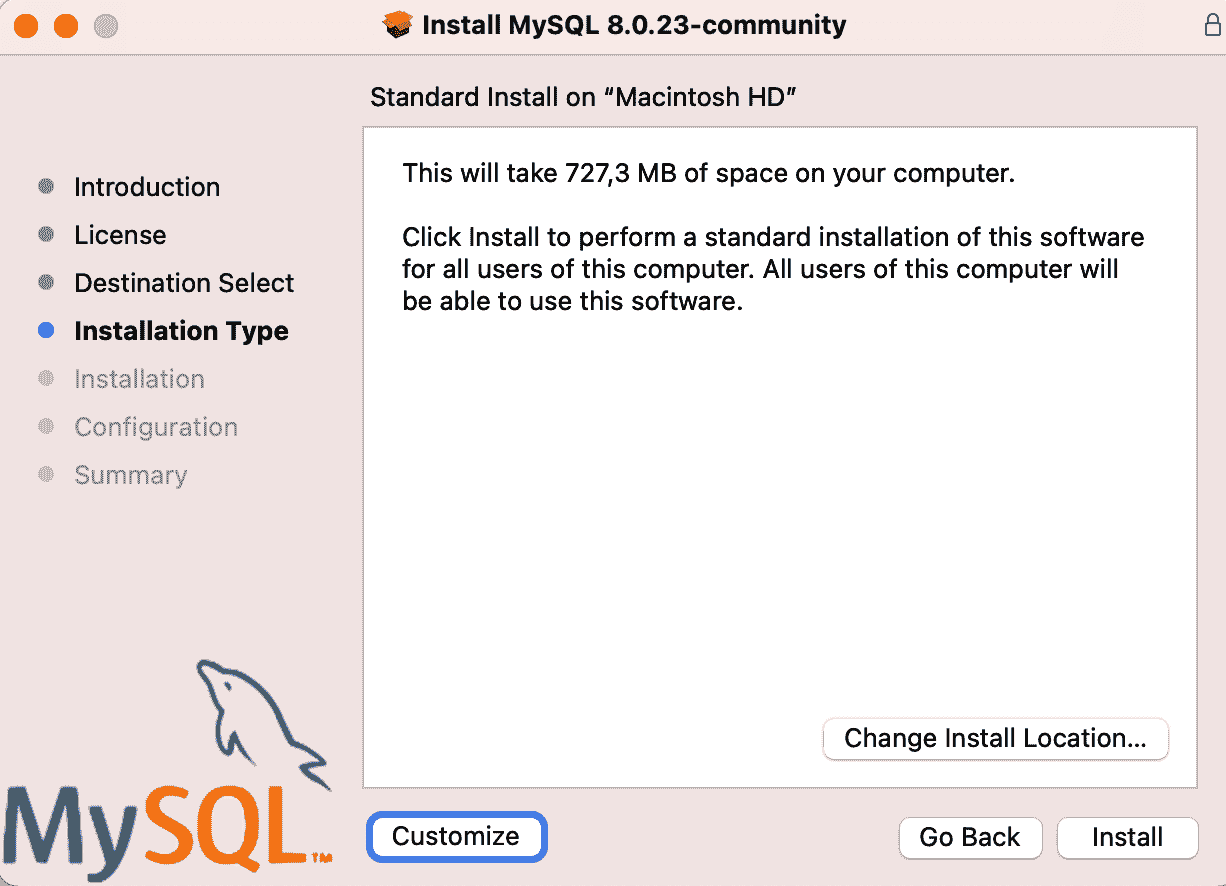 Install MySQL 8.0.23-community
Standard Install on “Macintosh HD”
Introduction
License
Destination Select
Installation Type
Installation
Configuration
Summary
This will take 727,3 MB of space on your computer.
Click Install to perform a standard installation of this software
for all users of this computer. All users of this computer will
be able to use this software.
Change Install Location...
MySQL™
Customize
Go Back
Install